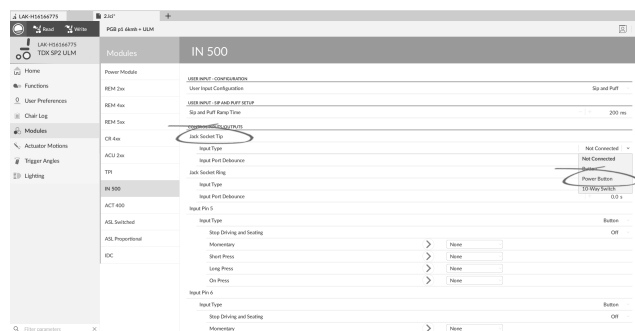 LAK-H16166775
2.lci*
+
Read
Write
PGB p5 6kmh + ULM
LAK-H16166775
TDX SP2 ULM
Modules
IN 500
Home
Functions
User Preferences
Chair Log
Modules
Actuator Motions
Trigger Angles
Lighting
Power Module
REM 2xx
REM 4xx
REM 5xx
CR 4xx
ACU 2xx
TPI
IN 500
ACT 400
ASL Switched
ASL Proportional
IDC
USER INPUT - CONFIGURATION
User Input Configuration
Sip and Puff
USER INPUT - SIP AND PUFF SETUP
Sip and Puff Ramp Time
200 ms
CONTROL INPUT/OUTPUTS
Jack Socket Tip
Input Type
Not Connected
Input Port Debounce
Not Connected
Button
Jack Socket Ring
Power Button
Input Type
10-Way Switch
Input Port Debounce
0.0 s
Input Pin 5
Input Type
Button
Stop Driving and Seating
Off
Momentary
None
Short Press
None
Long Press
None
On Press
None
Input Pin 6
Input Type
Button
Stop Driving and Seating
Off
Momentary
None
Filter parameters
X